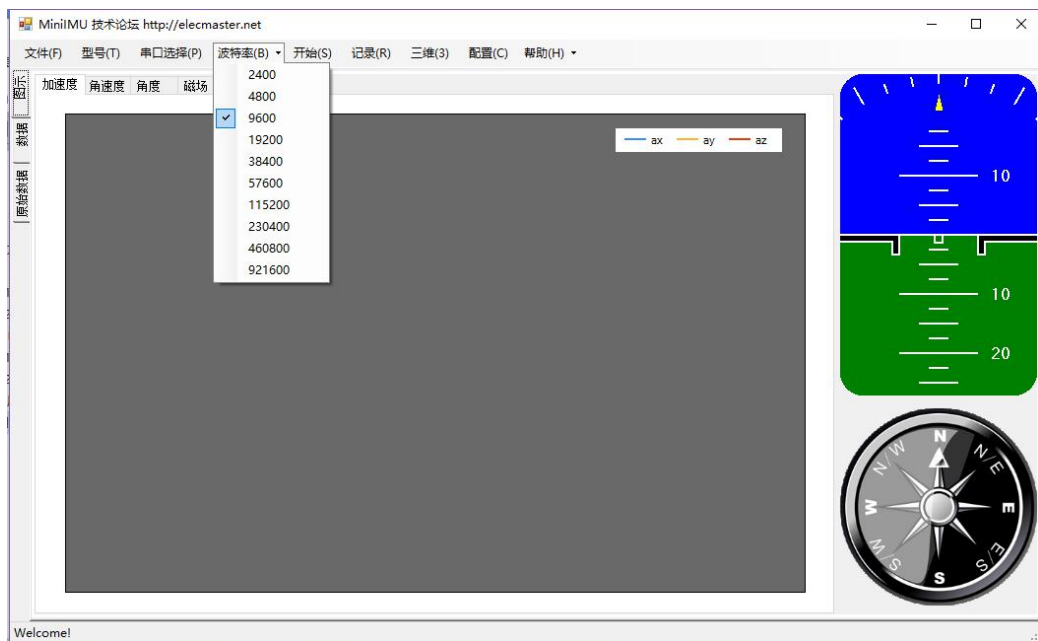 MiniIMU 技术论坛 http://elecmaster.net
文件(F) 型号(T) 串口选择(P) 波特率(B) 开始(S) 记录(R) 三维(3) 配置(C) 帮助(H)
图示
数据
原始数据
加速度 角速度 角度 磁场
2400
4800
9600
19200
38400
57600
115200
230400
460800
921600
ax ay az
10
10
20
N
N/E
E
E/S
S
S/W
W
N/W
Welcome!